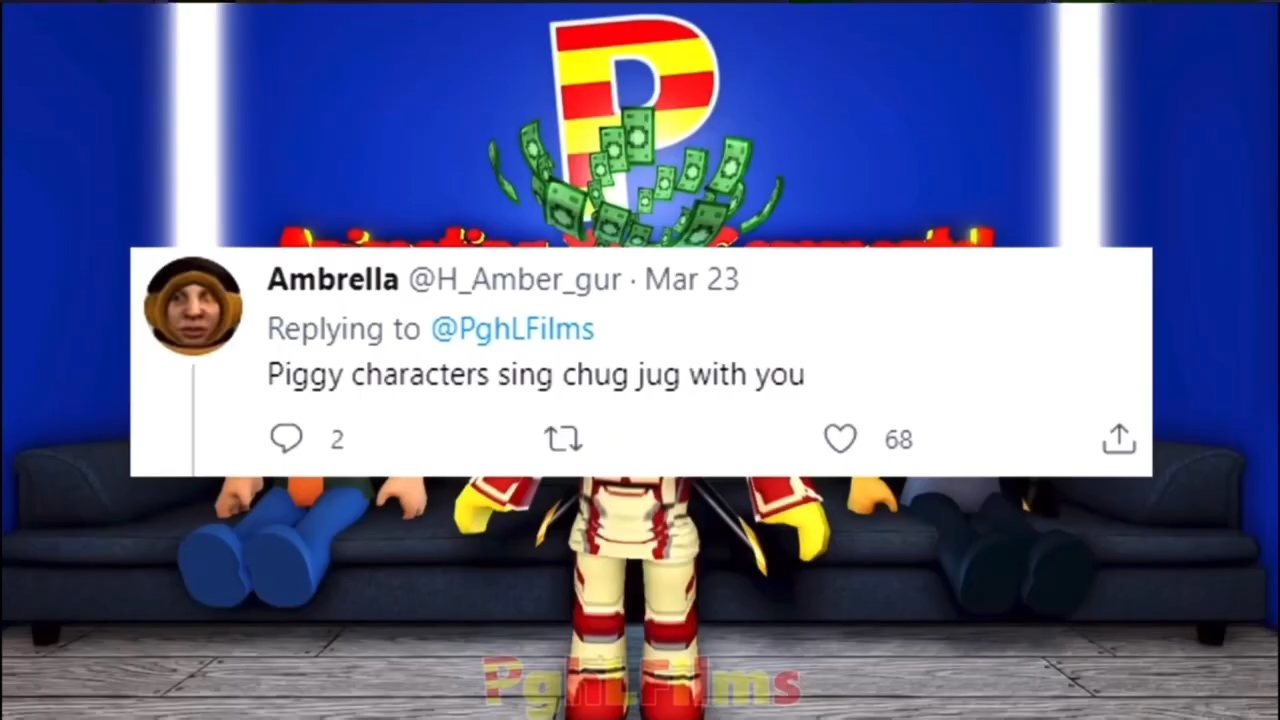 P
Ambrella @H_Amber_gur · Mar 23
Replying to @PghLFilms
Piggy characters sing chug jug with you
2 68
PghLFilms